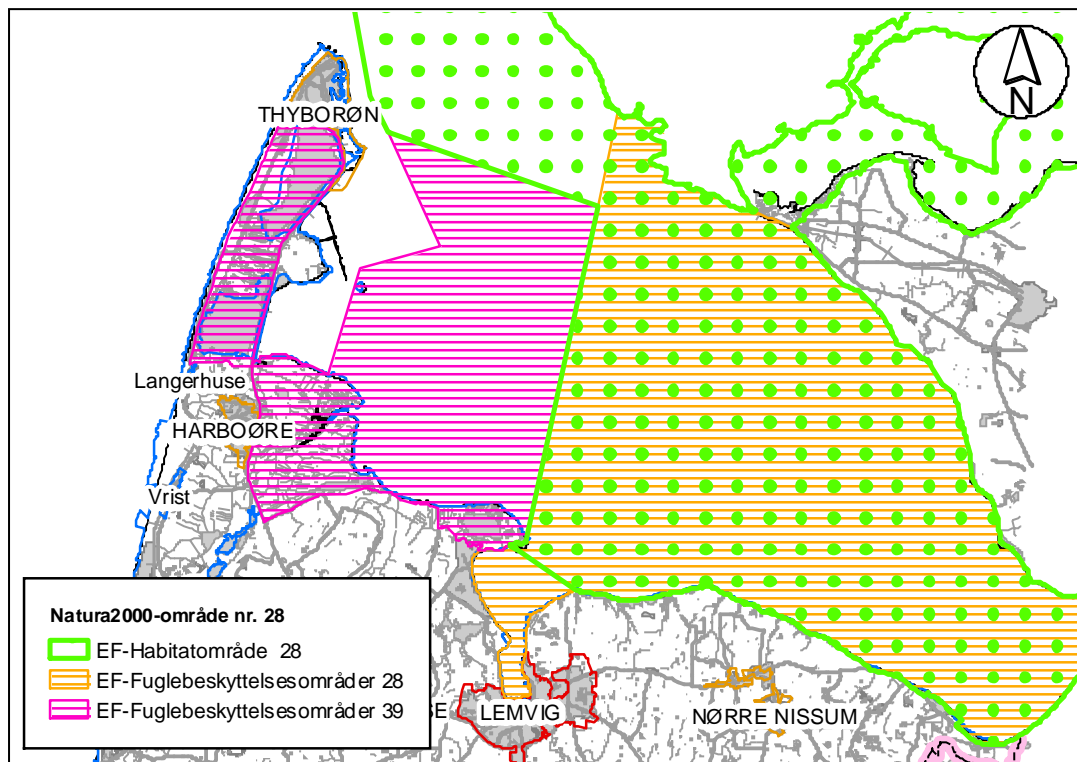 N
THYBORØN
Langerhuse
HARBOØRE
Vrist
Natura2000-område nr. 28
EF-Habitatområde 28
EF-Fuglebeskyttelsesområder 28
EF-Fuglebeskyttelsesområder 39
SE
LEMVIG
NØRRE NISSUM